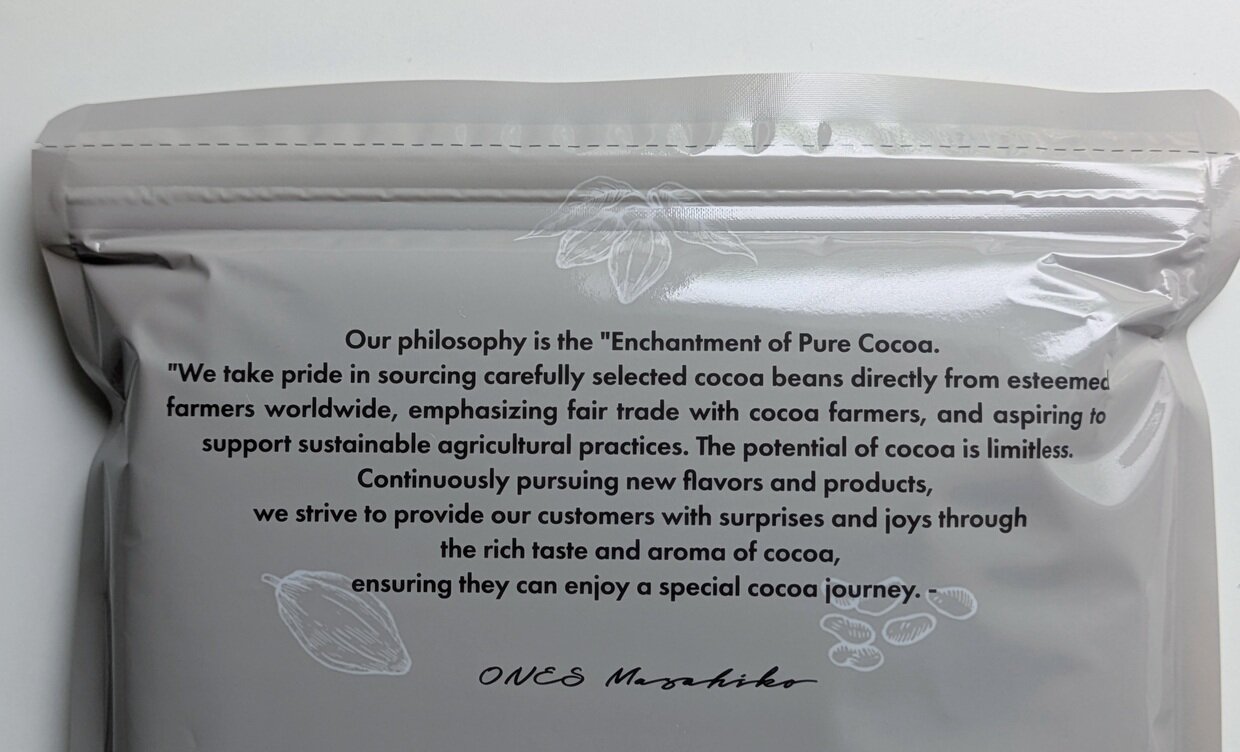 Our philosophy is the "Enchantment of Pure Cocoa.
"We take pride in sourcing carefully selected cocoa beans directly from esteemed
farmers worldwide, emphasizing fair trade with cocoa farmers, and aspiring to
support sustainable agricultural practices. The potential of cocoa is limitless.
Continuously pursuing new flavors and products,
we strive to provide our customers with surprises and joys through
the rich taste and aroma of cocoa,
ensuring they can enjoy a special cocoa journey. -
ONES Masahiko